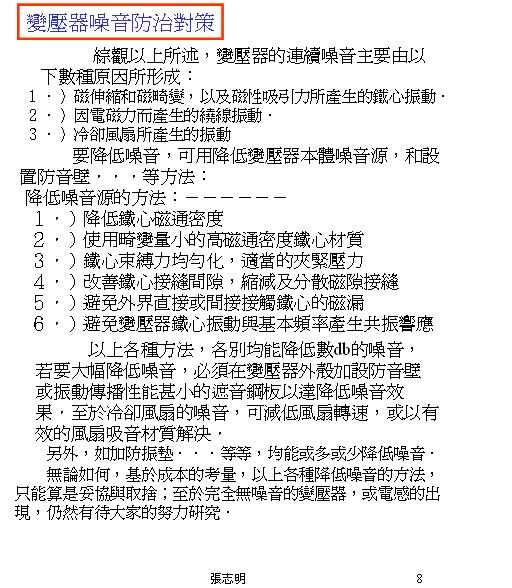 變壓器噪音防治對策
綜觀以上所述，變壓器的連續噪音主要由以
下數種原因所形成：
１．）磁伸縮和磁畸變，以及磁性吸引力所產生的鐵心振動．
２．）因電磁力而產生的繞線振動．
３．）冷卻風扇所產生的振動
要降低噪音，可用降低變壓器本體噪音源，和設
置防音壁．．．等方法：
降低噪音源的方法：－－－－－－
１．）降低鐵心磁通密度
２．）使用畸變量小的高磁通密度鐵心材質
３．）鐵心束縛力均勻化，適當的夾緊壓力
４．）改善鐵心接縫間隙，縮減及分散磁隙接縫
５．）避免外界直接或間接接觸鐵心的磁漏
６．）避免變壓器鐵心振動與基本頻率產生共振響應
以上各種方法，各別均能降低數db的噪音，
若要大幅降低噪音，必須在變壓器外殼加設防音壁
或振動傳播性能甚小的遮音鋼板以達降低噪音效
果．至於冷卻風扇的噪音，可減低風扇轉速，或以有
效的風扇吸音材質解決．
另外，如加防振墊．．．等等，均能或多或少降低噪音．
無論如何，基於成本的考量，以上各種降低噪音的方法，
只能算是妥協與取捨；至於完全無噪音的變壓器，或電感的出
現，仍然有待大家的努力研究．
張志明
8